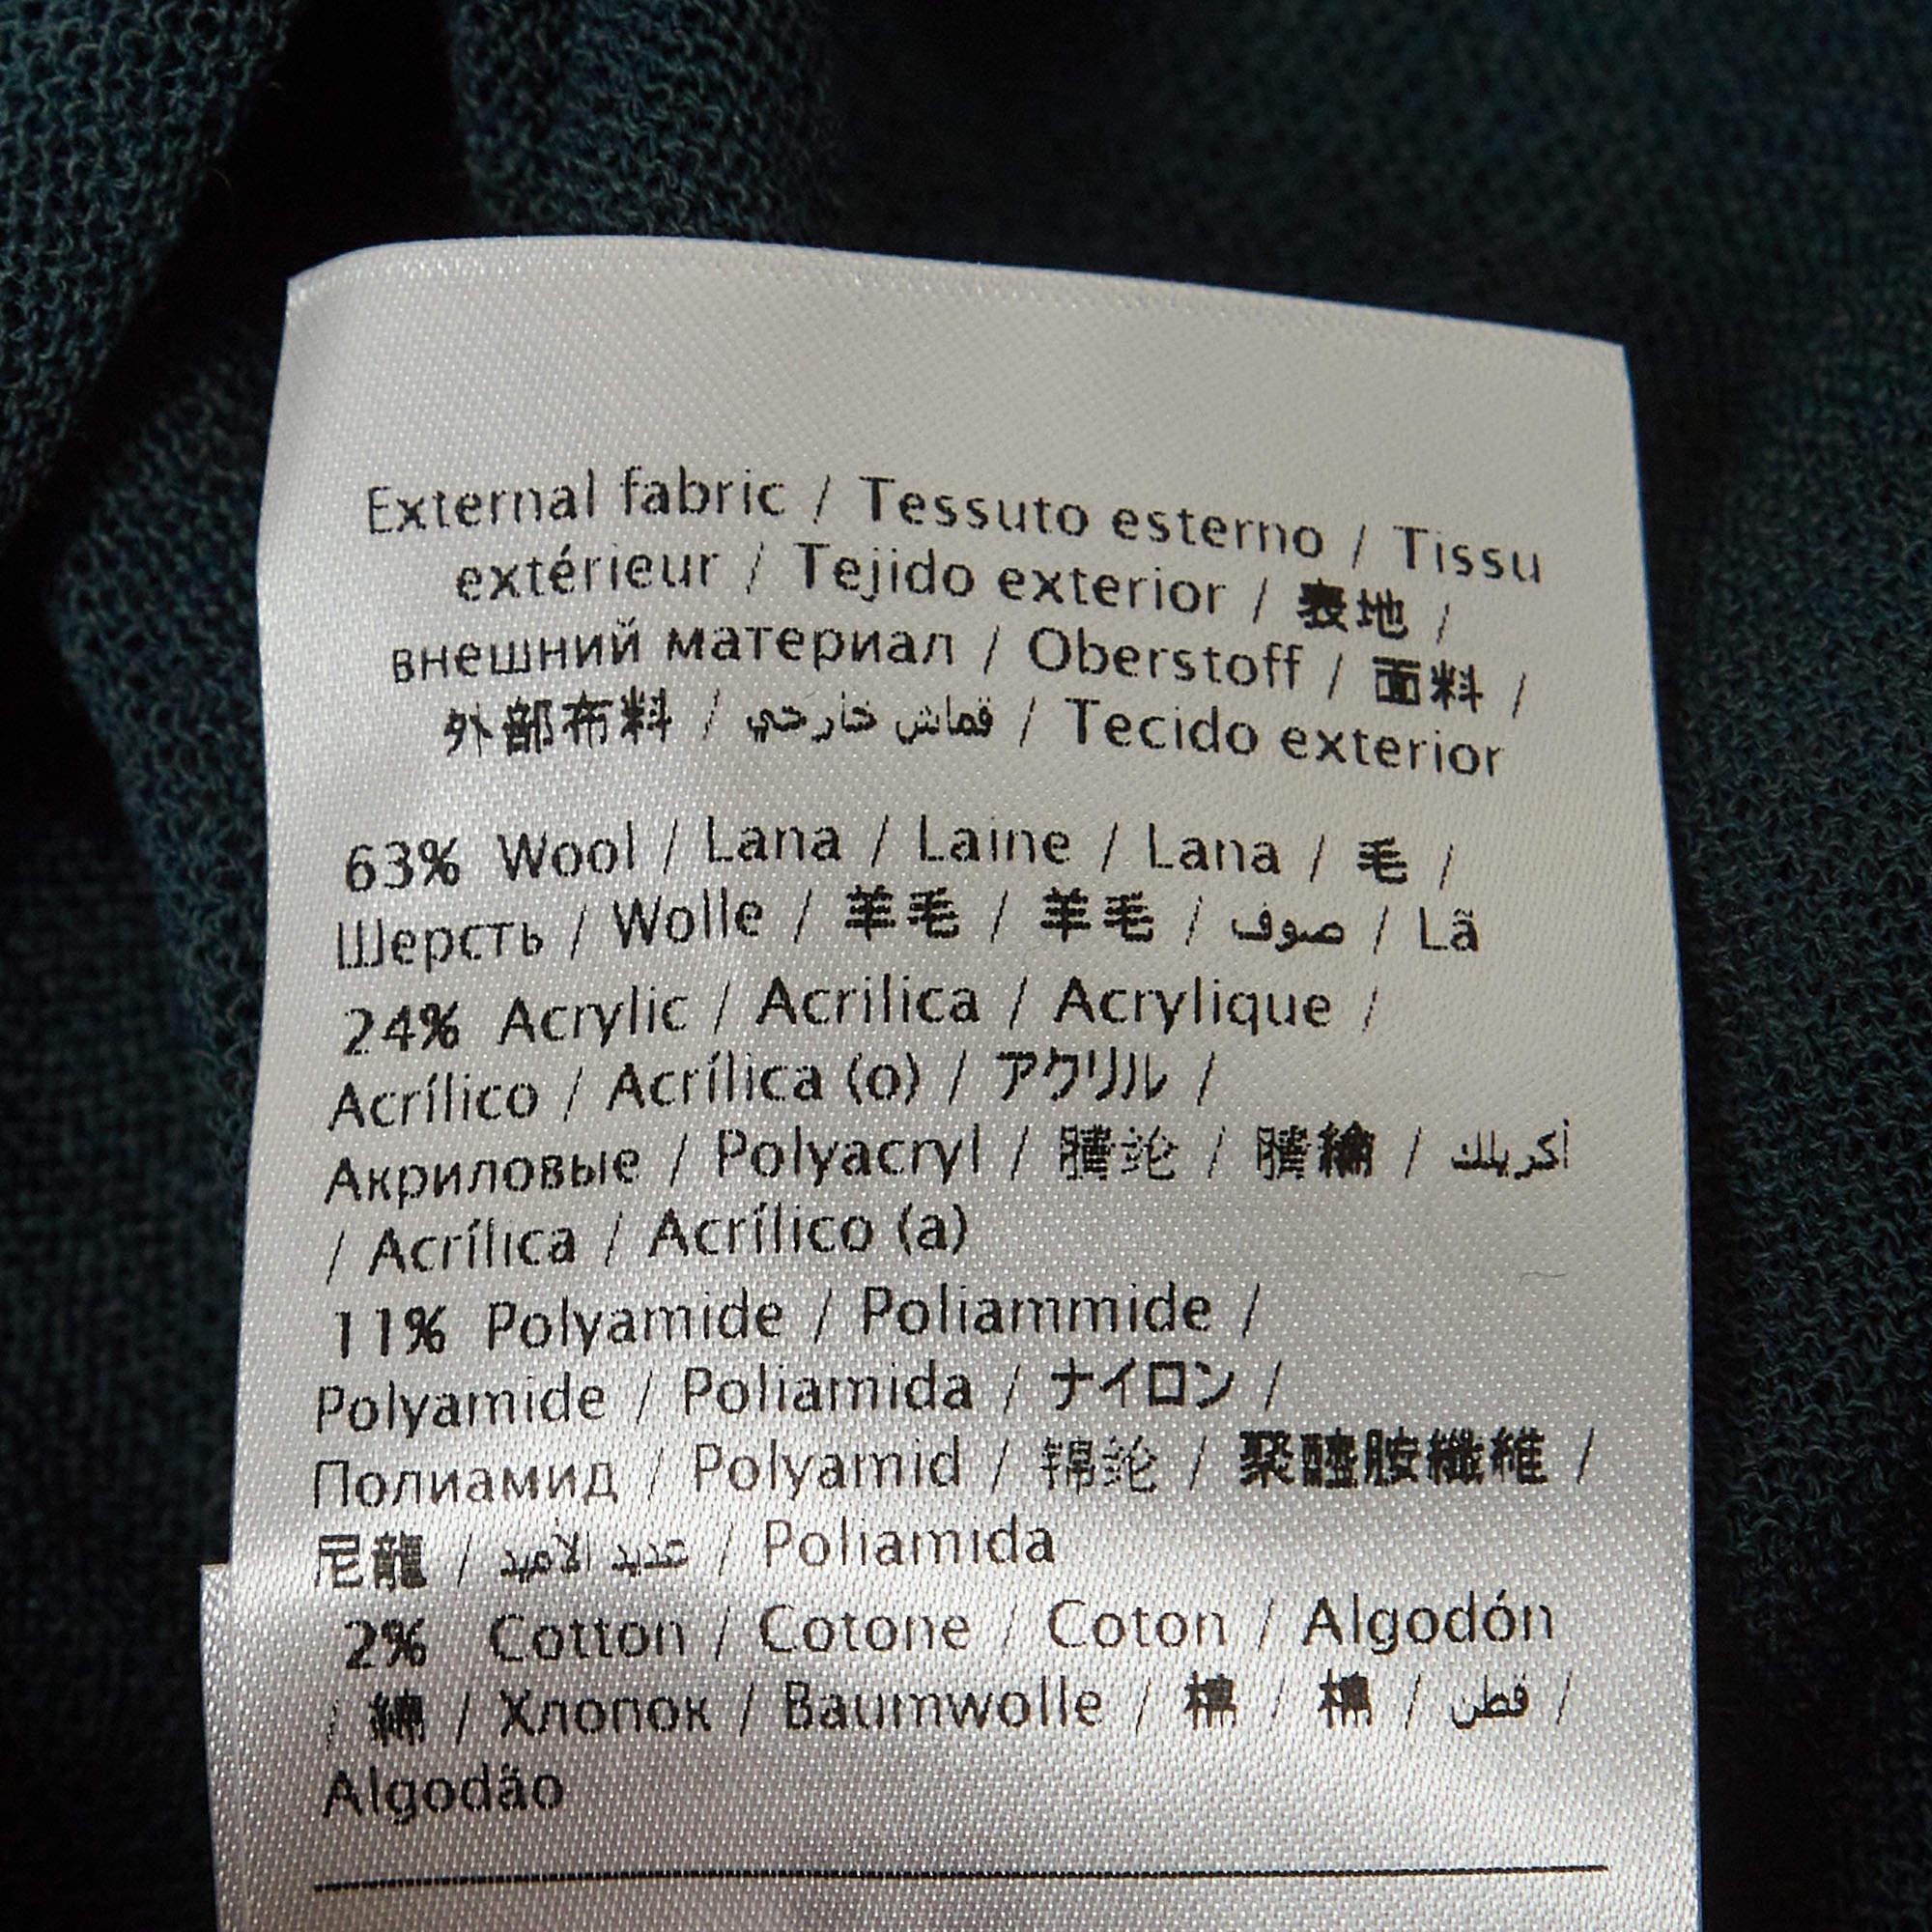 External fabric / Tessuto esterno / Tissu
extérieur / Tejido exterior / 表地 /
внешний материал / Oberstoff / 面料 /
外部布料 / قماش خارجي / Tecido exterior
63% Wool / Lana / Laine / Lana / 毛 /
Шерсть / Wolle / 羊毛 / 羊毛 / صوف / Lã
24% Acrylic / Acrilica / Acrylique /
Acrílico / Acrílica (o) / アクリル /
Акриловые / Polyacryl / 腈纶 / 腈綸 / أكريلك
/ Acrílica / Acrílico (a)
11% Polyamide / Poliammide /
Polyamide / Poliamida / ナイロン /
Полиамид / Polyamid / 锦纶 / 聚醯胺纖維 /
尼龍 / عديد الأميد / Poliamida
2% Cotton / Cotone / Coton / Algodón
/ 綿 / Хлопок / Baumwolle / 棉 / 棉 / قطن /
Algodão